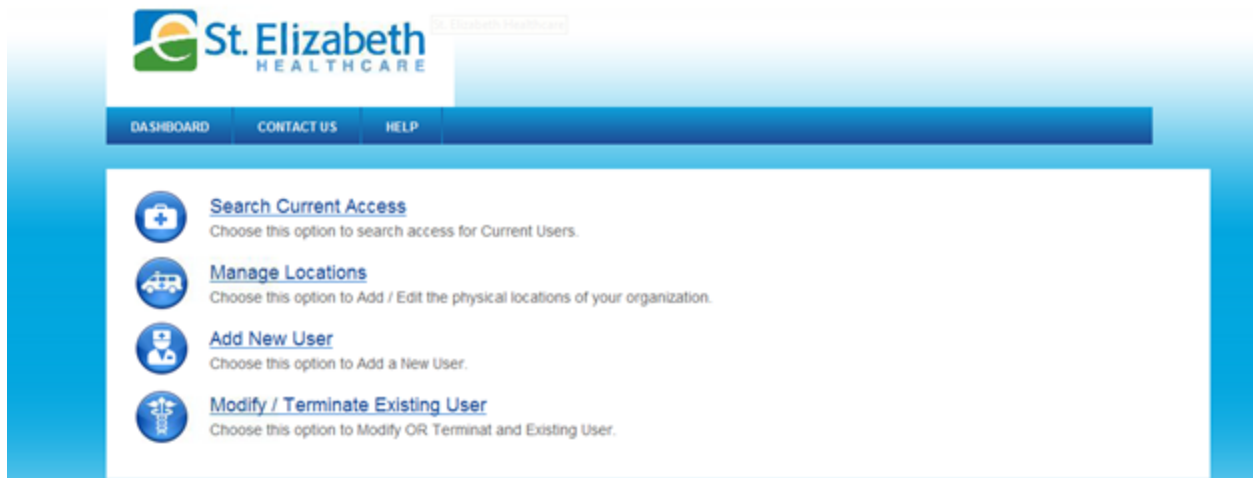 St. Elizabeth
HEALTHCARE
St. Elizabeth Healthcare
DASHBOARD CONTACT US HELP
Search Current Access
Choose this option to search access for Current Users.
Manage Locations
Choose this option to Add / Edit the physical locations of your organization.
Add New User
Choose this option to Add a New User.
Modify / Terminate Existing User
Choose this option to Modify OR Terminat and Existing User.